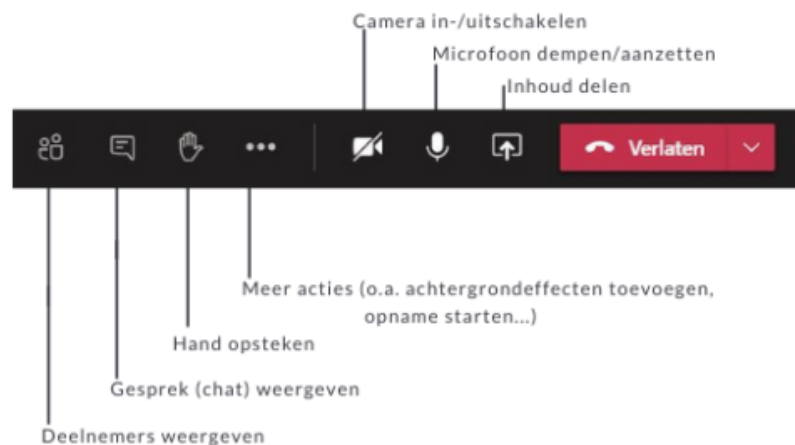 Camera in-/uitschakelen
Microfoon dempen/aanzetten
Inhoud delen
Verlaten
Meer acties (o.a. achtergrondeffecten toevoegen,
opname starten...)
Hand opsteken
Gesprek (chat) weergeven
Deelnemers weergeven